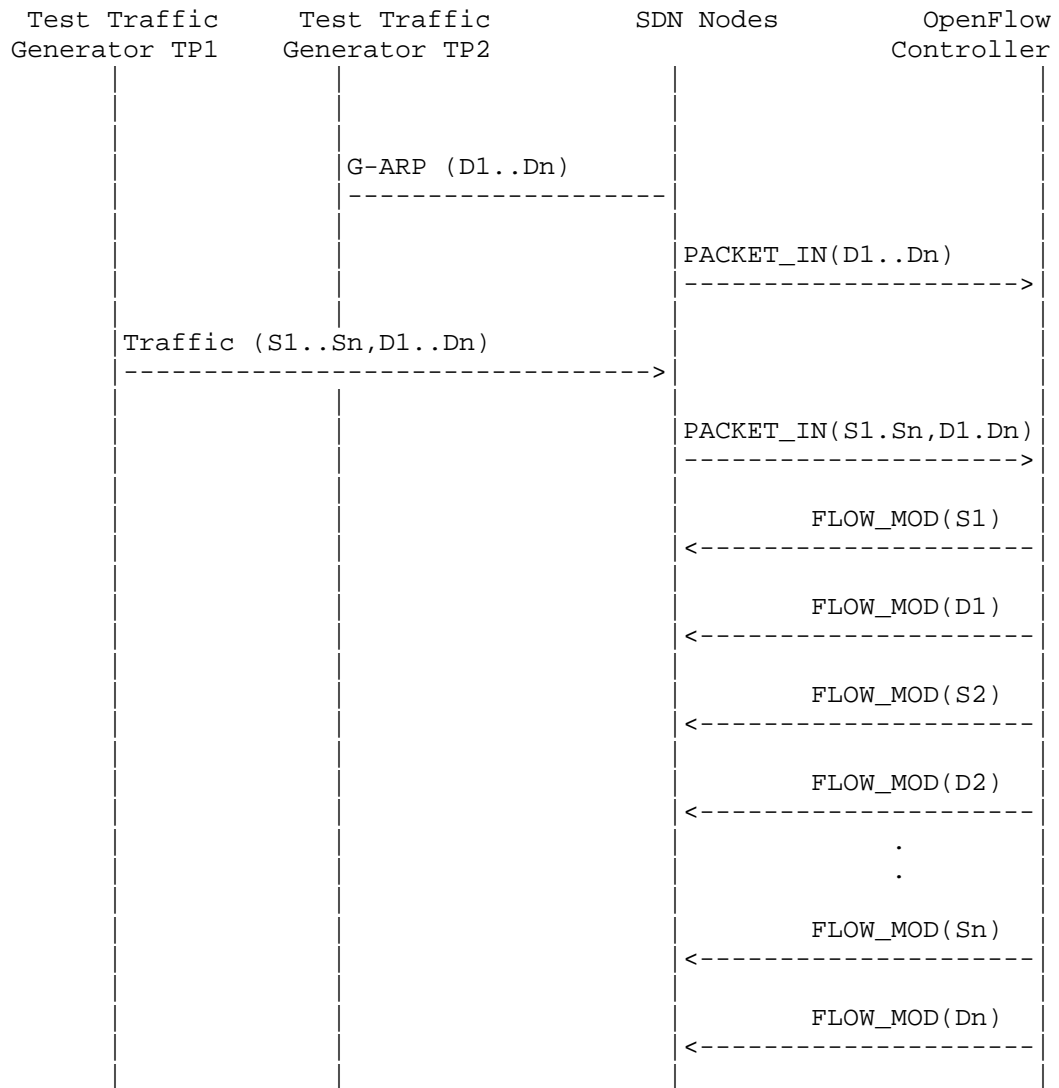 Test Traffic Test Traffic SDN Nodes OpenFlow
Generator TP1 Generator TP2 Controller
G-ARP (D1..Dn)
PACKET_IN(D1..Dn)
Traffic (S1..Sn,D1..Dn)
PACKET_IN(S1.Sn,D1.Dn)
FLOW_MOD(S1)
FLOW_MOD(D1)
FLOW_MOD(S2)
FLOW_MOD(D2)
.
.
FLOW_MOD(Sn)
FLOW_MOD(Dn)